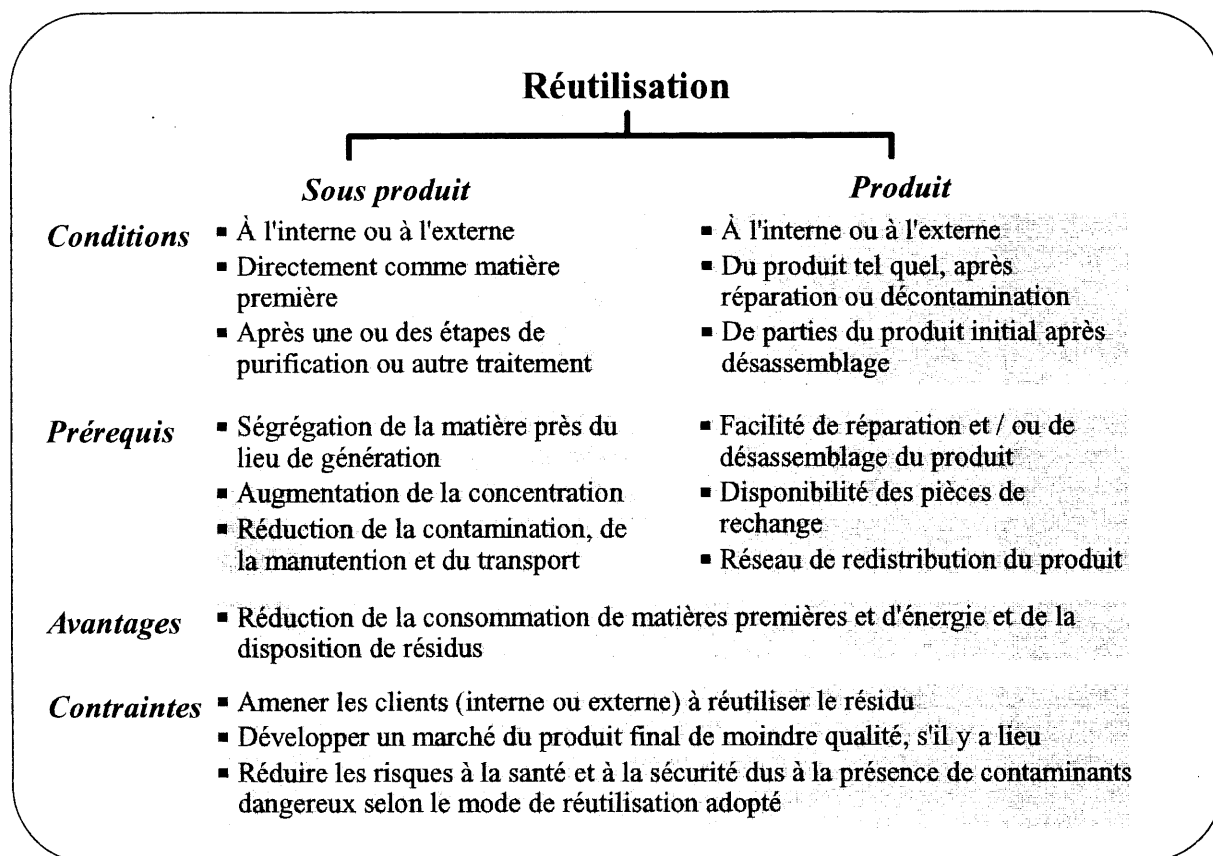 Réutilisation
Sous produit
Produit
Conditions
▪ À l'interne ou à l'externe
▪ Directement comme matière
première
▪ Après une ou des étapes de
purification ou autre traitement
▪ À l'interne ou à l'externe
▪ Du produit tel quel, après
réparation ou décontamination
▪ De parties du produit initial après
désassemblage
Prérequis
▪ Ségrégation de la matière près du
lieu de génération
▪ Augmentation de la concentration
▪ Réduction de la contamination, de
la manutention et du transport
▪ Facilité de réparation et / ou de
désassemblage du produit
▪ Disponibilité des pièces de
rechange
▪ Réseau de redistribution du produit
Avantages
▪ Réduction de la consommation de matières premières et d'énergie et de la
disposition de résidus
Contraintes
▪ Amener les clients (interne ou externe) à réutiliser le résidu
▪ Développer un marché du produit final de moindre qualité, s'il y a lieu
▪ Réduire les risques à la santé et à la sécurité dus à la présence de contaminants
dangereux selon le mode de réutilisation adopté